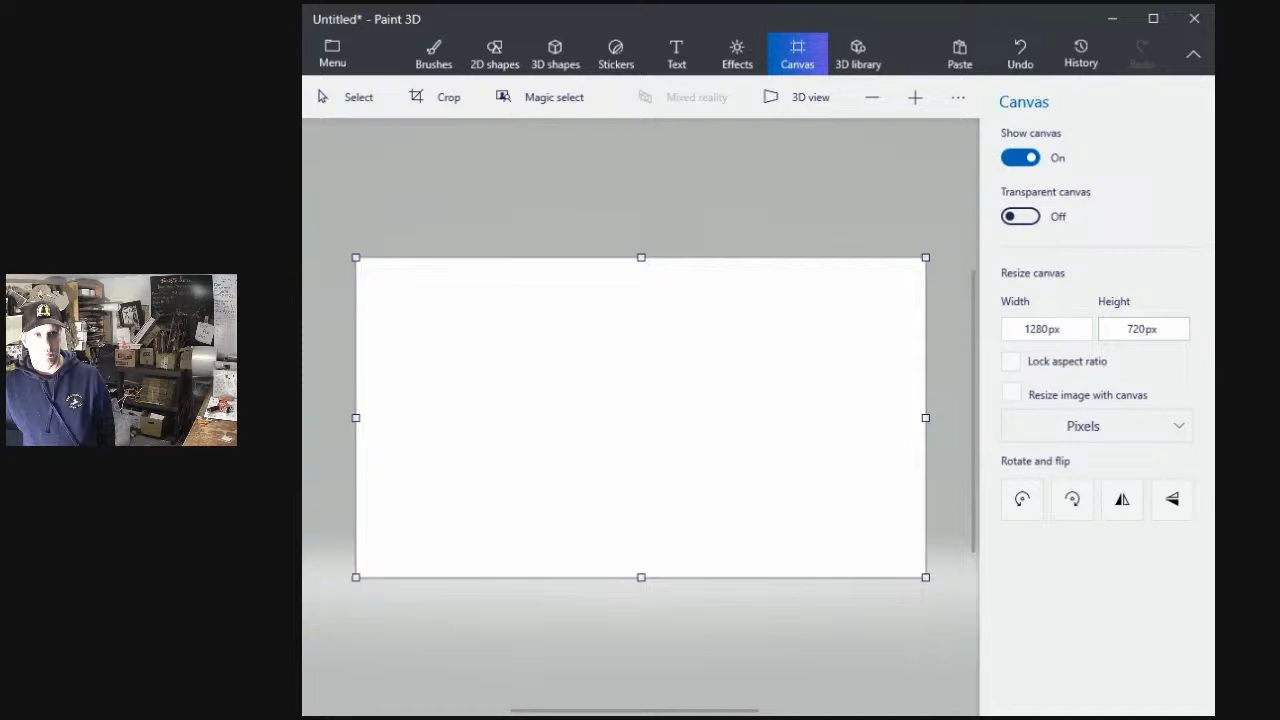 Untitled* - Paint 3D
Menu
Brushes
2D shapes
3D shapes
Stickers
Text
Effects
Canvas
3D library
Paste
Undo
History
Redo
Select
Crop
Magic select
Mixed reality
3D view
Canvas
Show canvas
On
Transparent canvas
Off
Resize canvas
Width
Height
1280px
720px
Lock aspect ratio
Resize image with canvas
Pixels
Rotate and flip